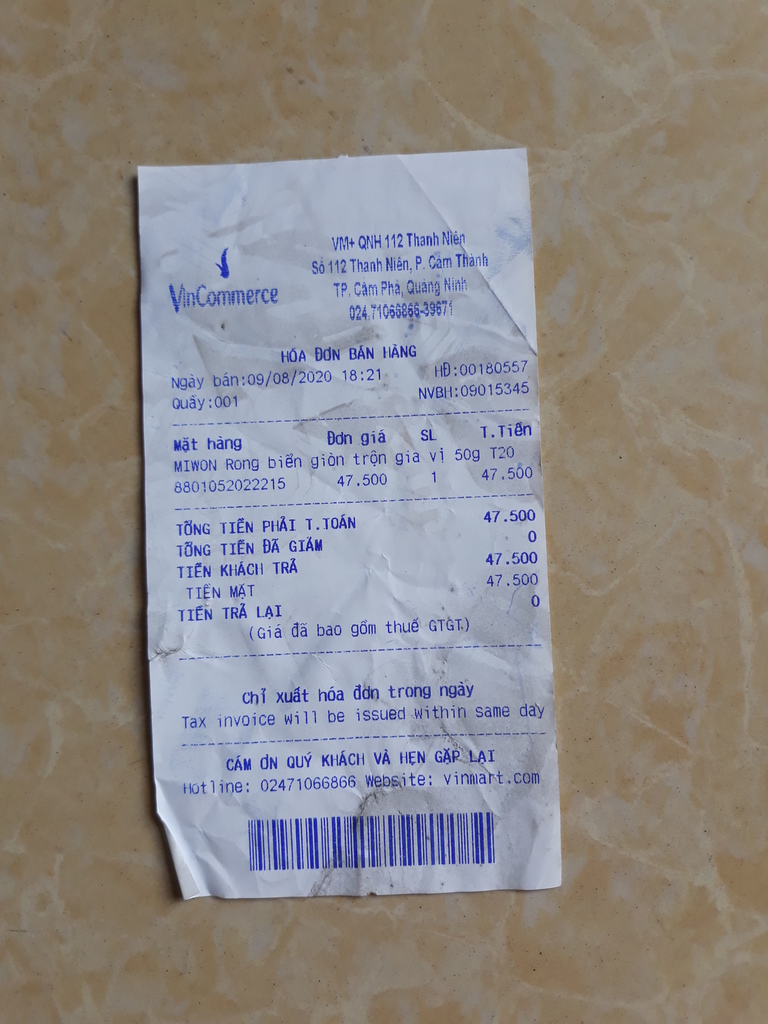 VinCommerce
VM+ QNH 112 Thanh Niên
Số 112 Thanh Niên, P. Cẩm Thành
TP. Cẩm Phả, Quảng Ninh
024.71066866-39671
HÓA ĐƠN BÁN HÀNG
Ngày bán:09/08/2020 18:21 HĐ:00180557
Quầy:001 NVBH:09015345
Mặt hàng Đơn giá SL T.Tiền
MIWON Rong biển giòn trộn gia vị 50g T20
8801052022215 47.500 1 47.500
TỔNG TIỀN PHẢI T.TOÁN 47.500
TỔNG TIỀN ĐÃ GIẢM 0
TIỀN KHÁCH TRẢ 47.500
TIỀN MẶT 47.500
TIỀN TRẢ LẠI 0
(Giá đã bao gồm thuế GTGT)
Chỉ xuất hóa đơn trong ngày
Tax invoice will be issued within same day
CẢM ƠN QUÝ KHÁCH VÀ HẸN GẶP LẠI
Hotline: 02471066866 Website: vinmart.com